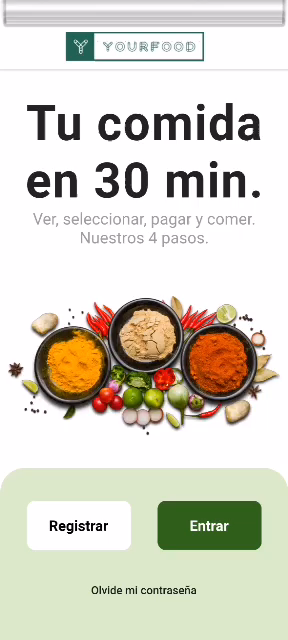 Y YOURFOOD
Tu comida
en 30 min.
Ver, seleccionar, pagar y comer.
Nuestros 4 pasos.
Registrar
Entrar
Olvide mi contraseña